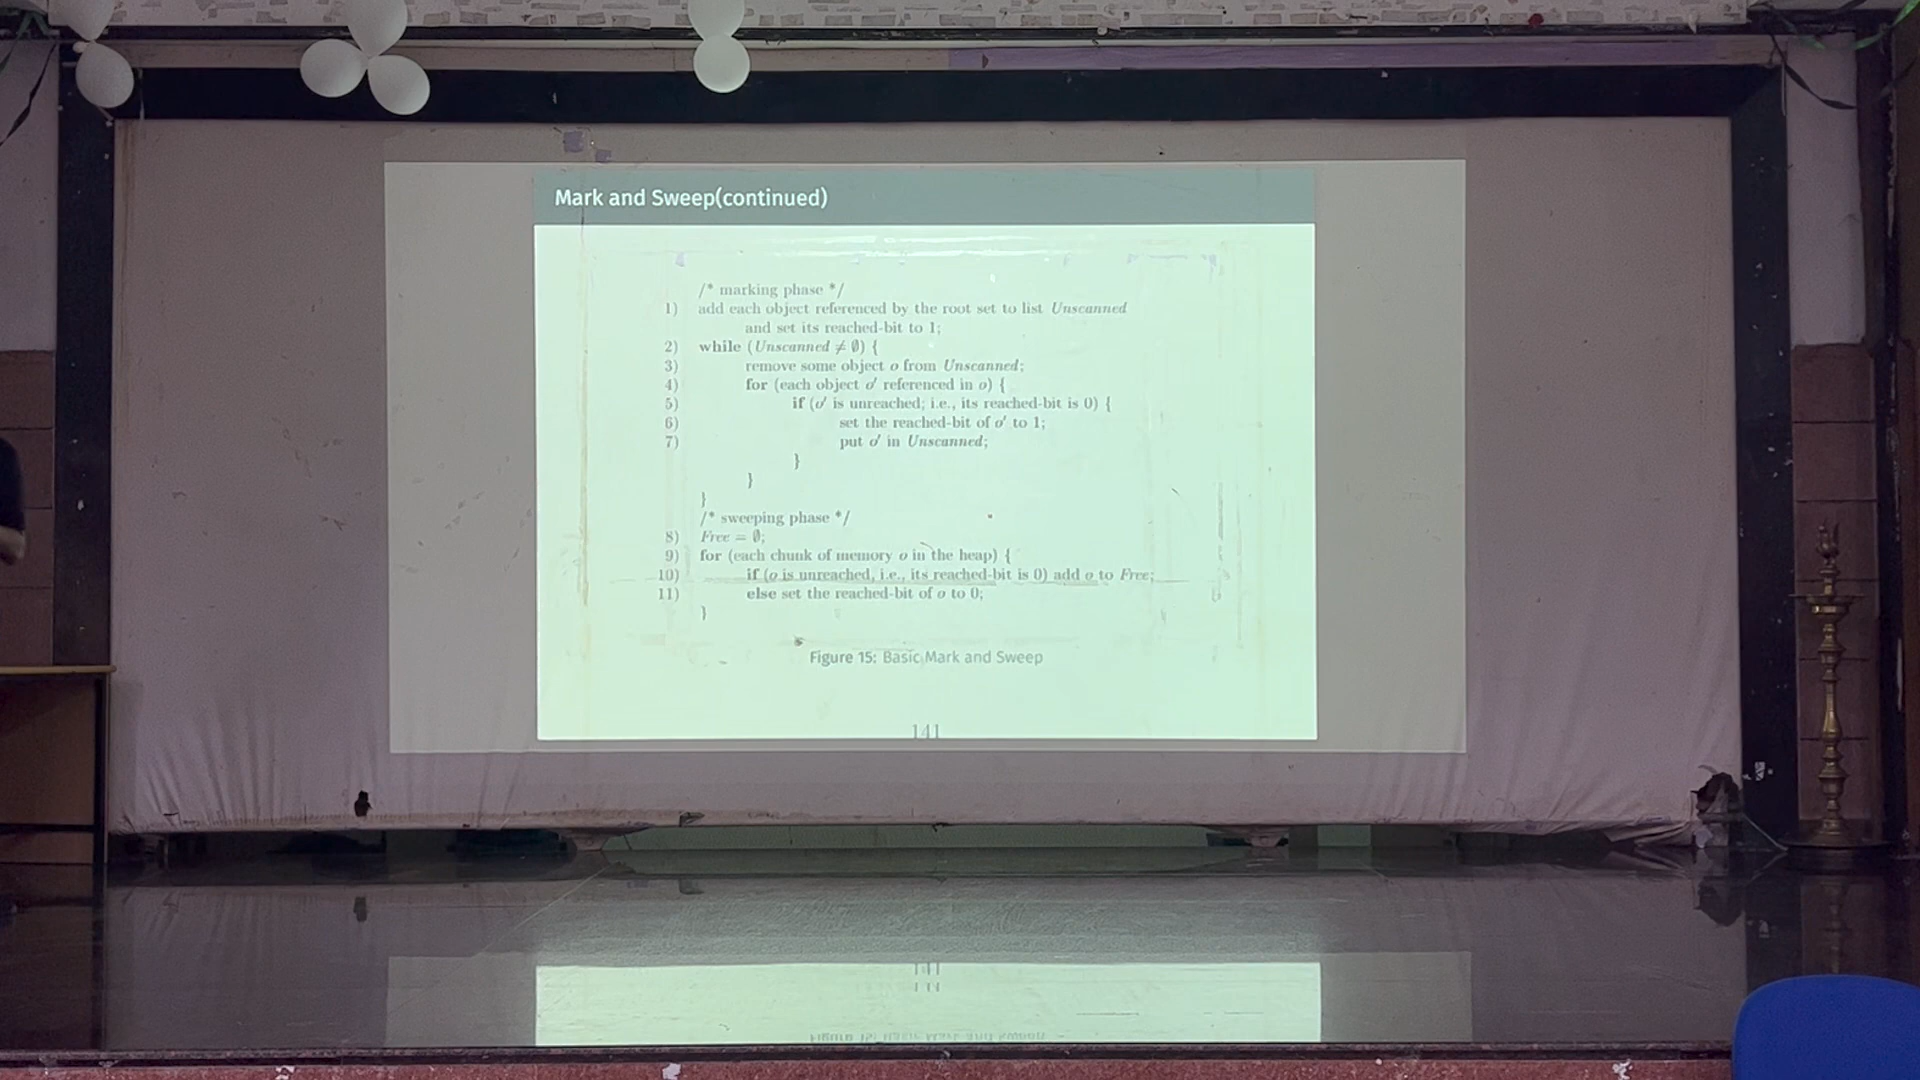 Mark and Sweep(continued)
/* marking phase */
1) add each object referenced by the root set to list Unscanned
and set its reached-bit to 1;
2) while (Unscanned ≠ ∅) {
3) remove some object o from Unscanned;
4) for (each object o′ referenced in o) {
5) if (o′ is unreached; i.e., its reached-bit is 0) {
6) set the reached-bit of o′ to 1;
7) put o′ in Unscanned;
}
}
}
/* sweeping phase */
8) Free = ∅;
9) for (each chunk of memory o in the heap) {
10) if (o is unreached, i.e., its reached-bit is 0) add o to Free;
11) else set the reached-bit of o to 0;
}
Figure 15: Basic Mark and Sweep
141